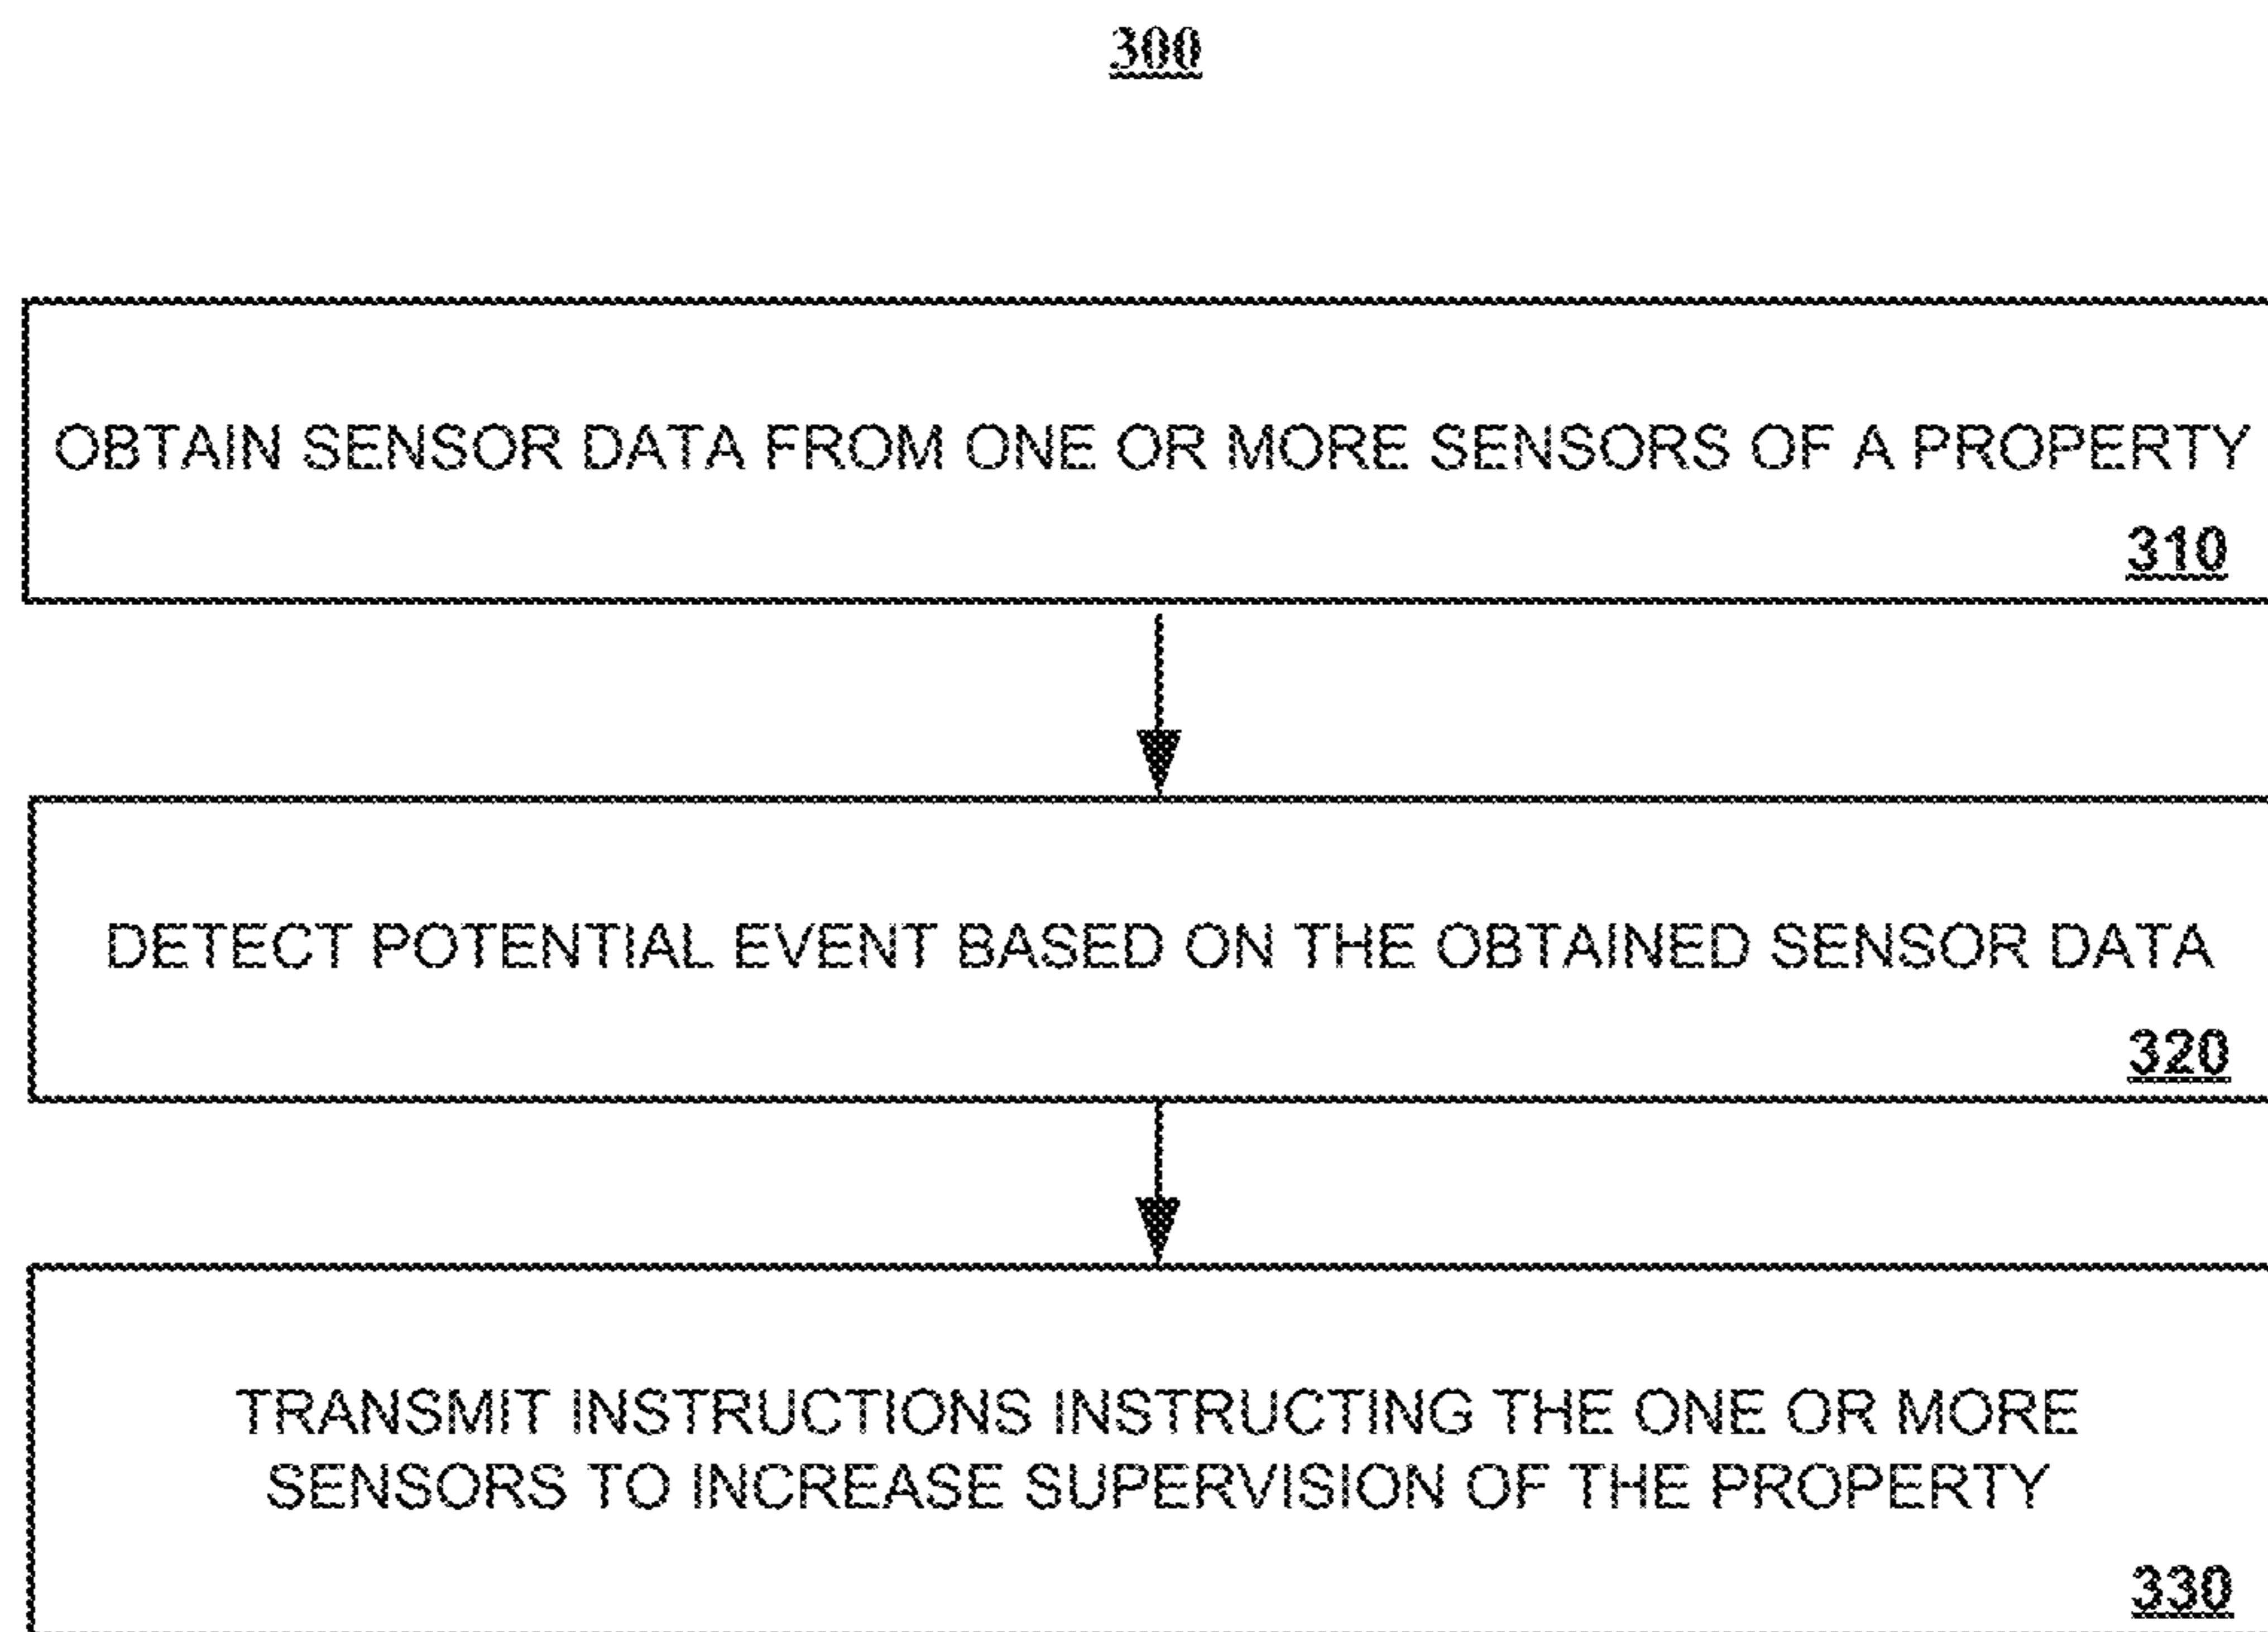 300
OBTAIN SENSOR DATA FROM ONE OR MORE SENSORS OF A PROPERTY
310
DETECT POTENTIAL EVENT BASED ON THE OBTAINED SENSOR DATA
320
TRANSMIT INSTRUCTIONS INSTRUCTING THE ONE OR MORE
SENSORS TO INCREASE SUPERVISION OF THE PROPERTY
330